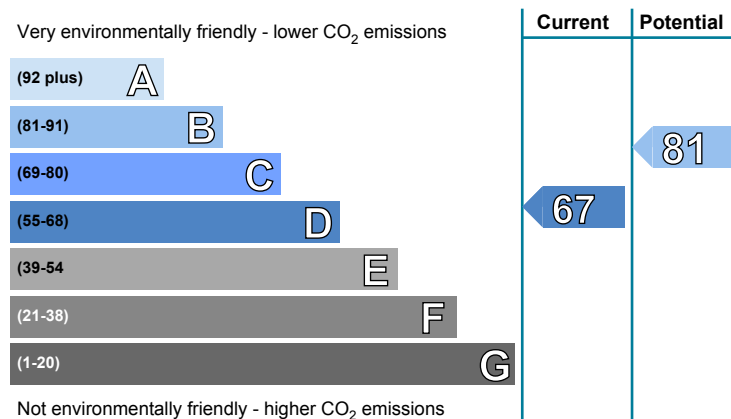 Very environmentally friendly - lower CO2 emissions
Current
Potential
(92 plus) A
(81-91) B
(69-80) C
(55-68) D
(39-54 E
(21-38) F
(1-20) G
67
81
Not environmentally friendly - higher CO2 emissions